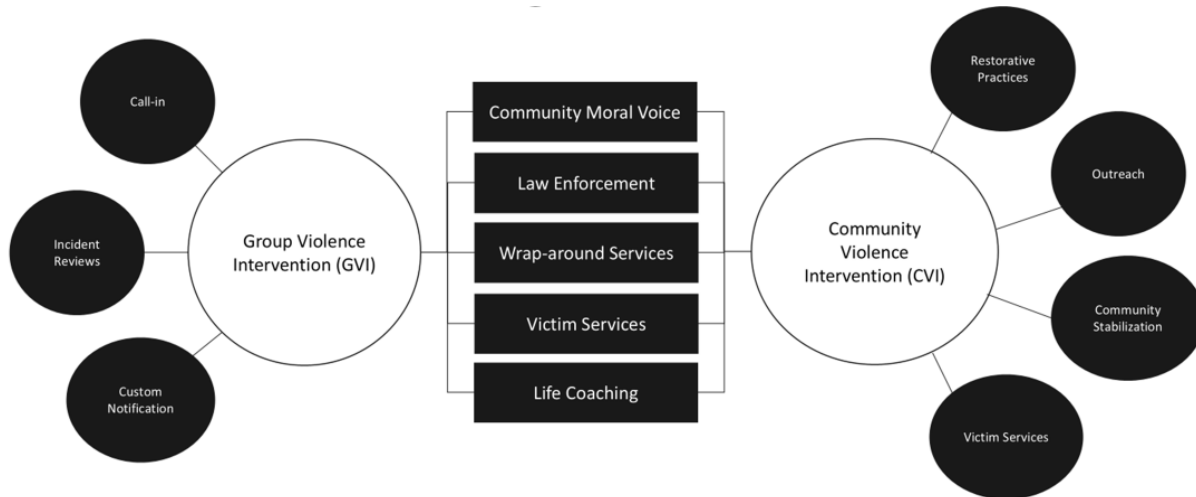 Call-in
Incident
Reviews
Custom
Notification
Group Violence
Intervention (GVI)
Community Moral Voice
Law Enforcement
Wrap-around Services
Victim Services
Life Coaching
Community
Violence
Intervention (CVI)
Restorative
Practices
Outreach
Community
Stabilization
Victim Services